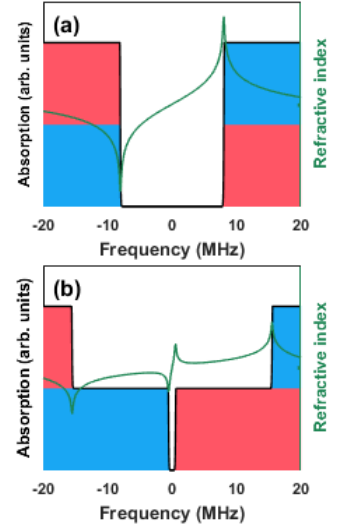 (a)
Absorption (arb. units)
Refractive index
-20 -10 0 10 20
Frequency (MHz)
(b)
Absorption (arb. units)
Refractive index
-20 -10 0 10 20
Frequency (MHz)